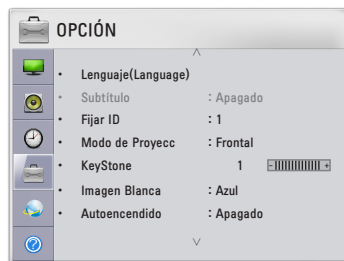 OPCIÓN
Lenguaje(Language)
Subtítulo : Apagado
Fijar ID : 1
Modo de Proyecc : Frontal
KeyStone 1 - +
Imagen Blanca : Azul
Autoencendido : Apagado
?